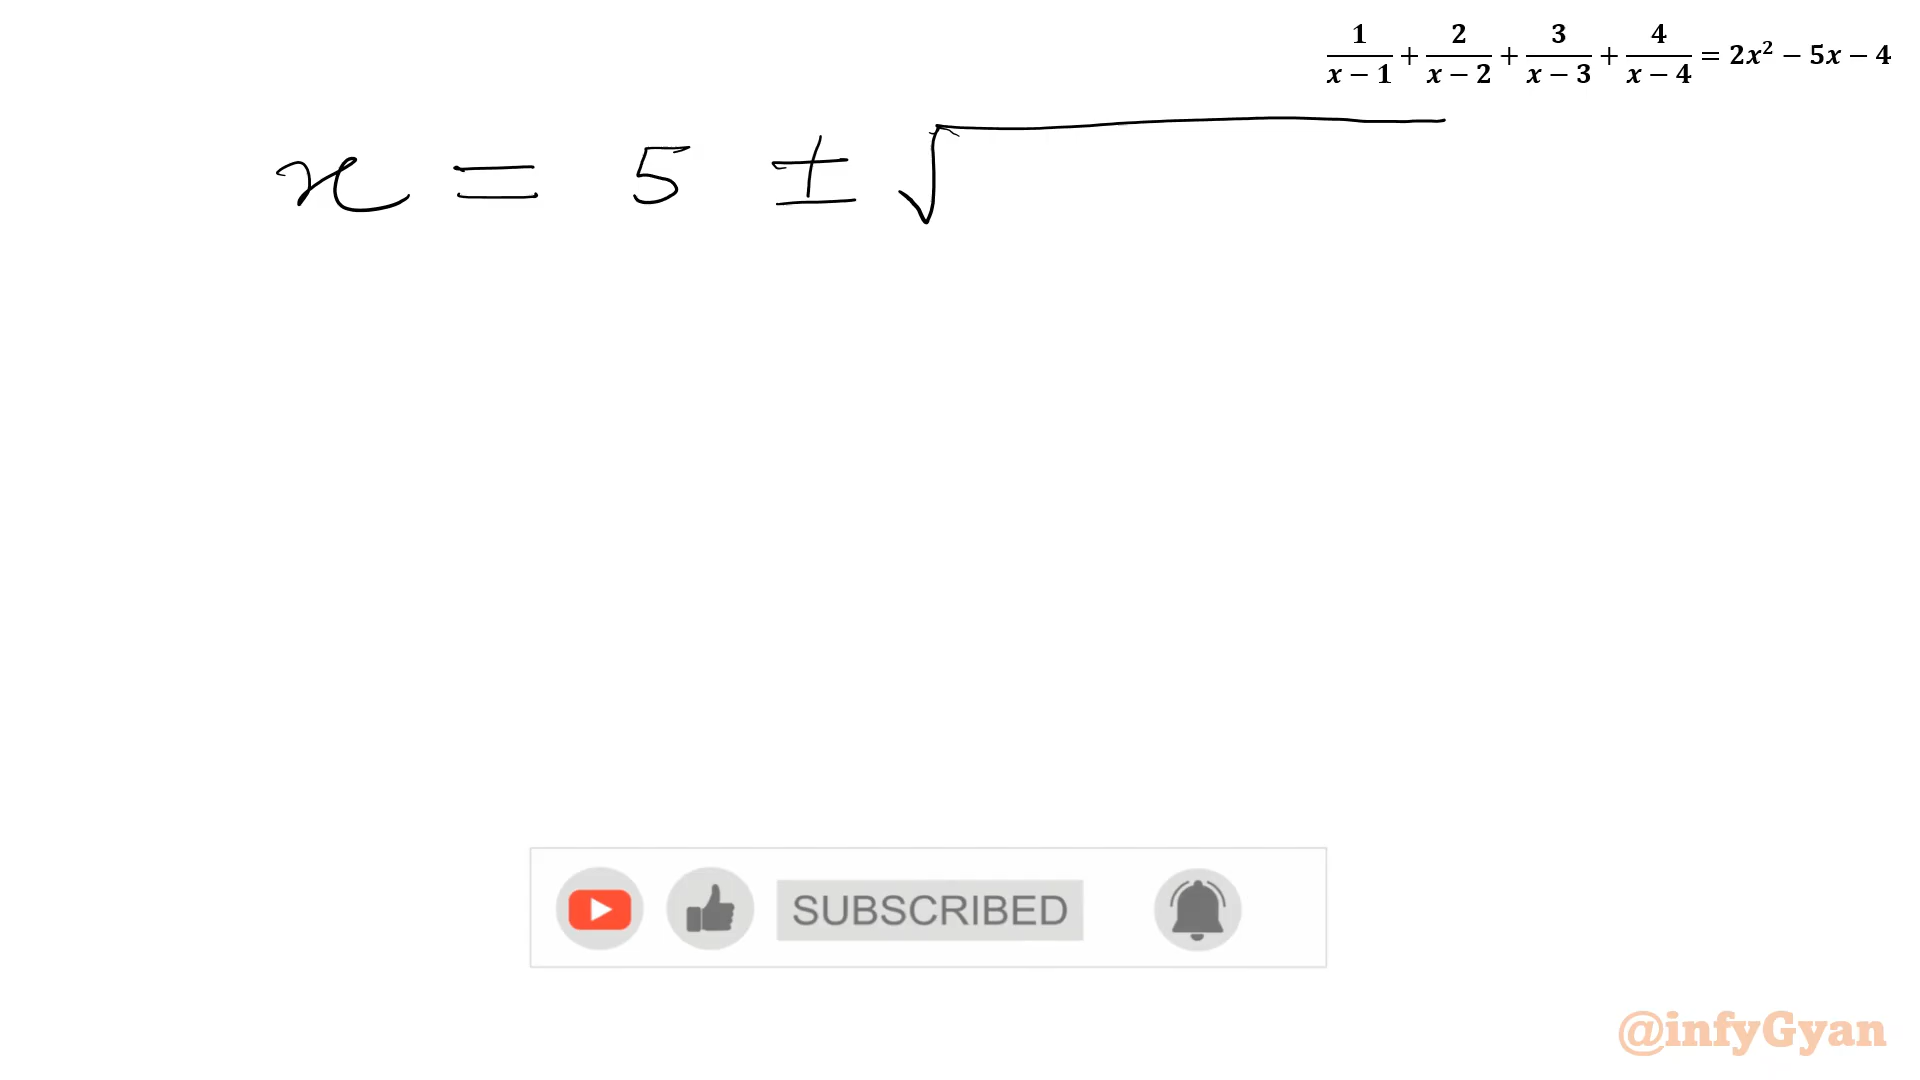 1/(x − 1) + 2/(x − 2) + 3/(x − 3) + 4/(x − 4) = 2x² − 5x − 4
x = 5 ± √
SUBSCRIBED
@infyGyan